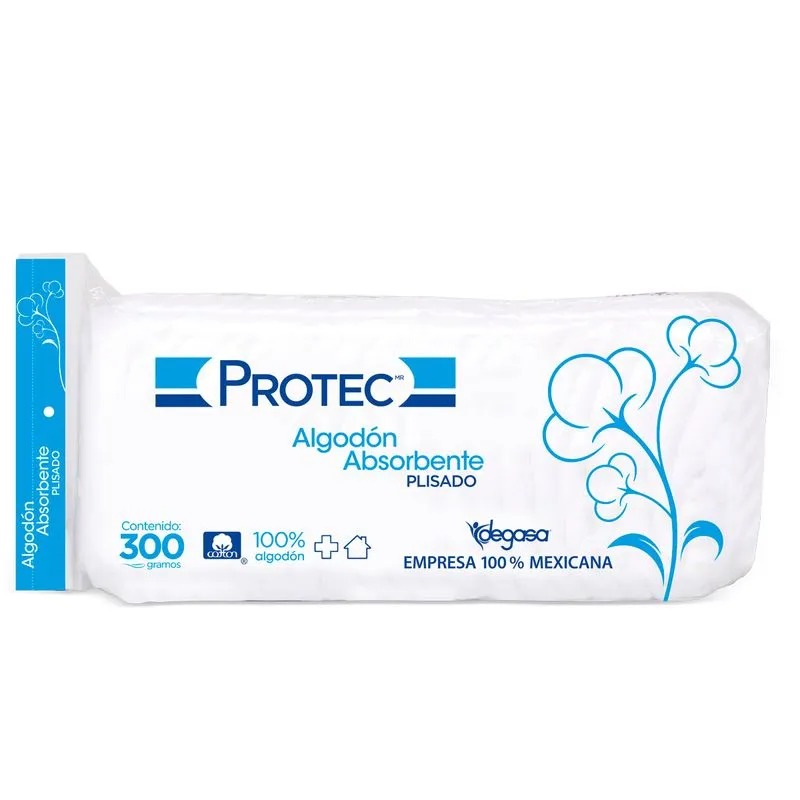 PROTEC MR
Algodón
Absorbente
PLISADO
Algodón
Absorbente
PLISADO
Contenido:
300
gramos
cotton ®
100%
algodón
degasa
EMPRESA 100% MEXICANA